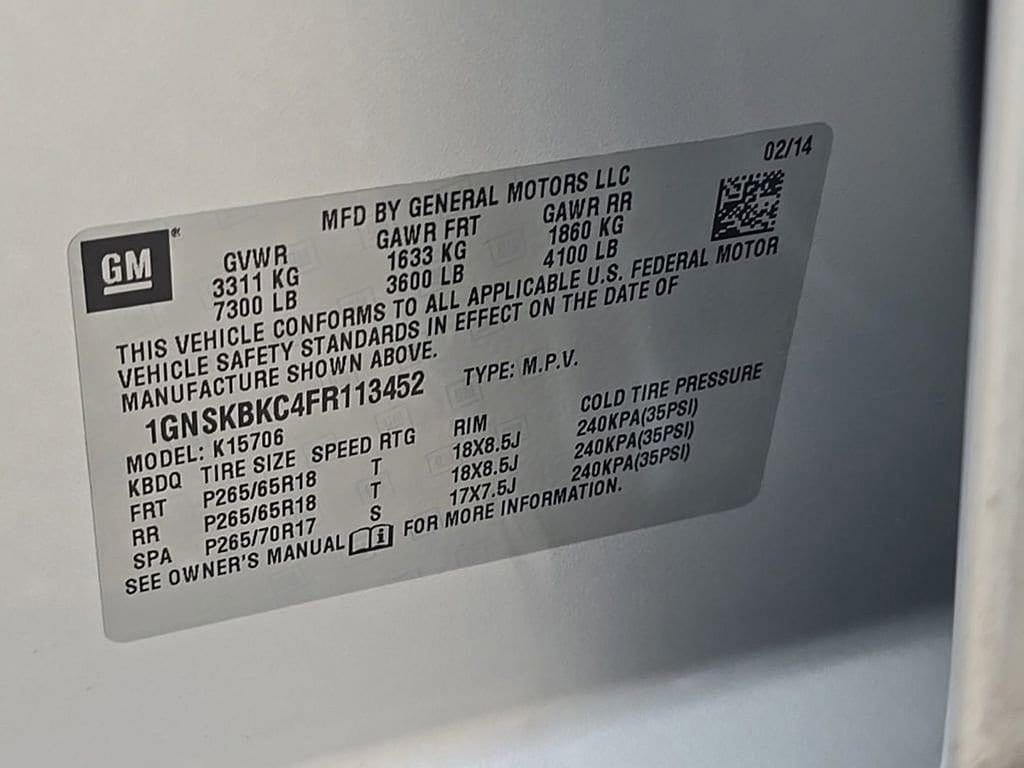 02/14
MFD BY GENERAL MOTORS LLC
GM®
GVWR GAWR FRT GAWR RR
3311 KG 1633 KG 1860 KG
7300 LB 3600 LB 4100 LB
THIS VEHICLE CONFORMS TO ALL APPLICABLE U.S. FEDERAL MOTOR
VEHICLE SAFETY STANDARDS IN EFFECT ON THE DATE OF
MANUFACTURE SHOWN ABOVE.
1GNSKBKC4FR113452 TYPE: M.P.V.
MODEL: K15706
KBDQ TIRE SIZE SPEED RTG RIM COLD TIRE PRESSURE
FRT P265/65R18 T 18X8.5J 240KPA(35PSI)
RR P265/65R18 T 18X8.5J 240KPA(35PSI)
SPA P265/70R17 S 17X7.5J 240KPA(35PSI)
SEE OWNER'S MANUAL i FOR MORE INFORMATION.